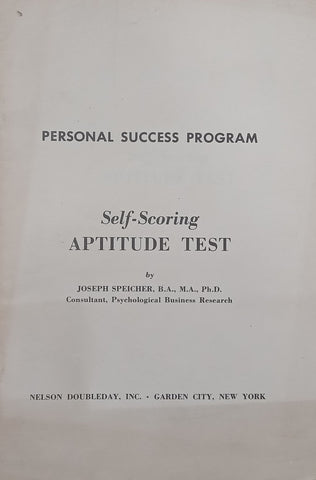 PERSONAL SUCCESS PROGRAM
Self-Scoring
APTITUDE TEST
by
JOSEPH SPEICHER, B.A., M.A., Ph.D.
Consultant, Psychological Business Research
NELSON DOUBLEDAY, INC. • GARDEN CITY, NEW YORK